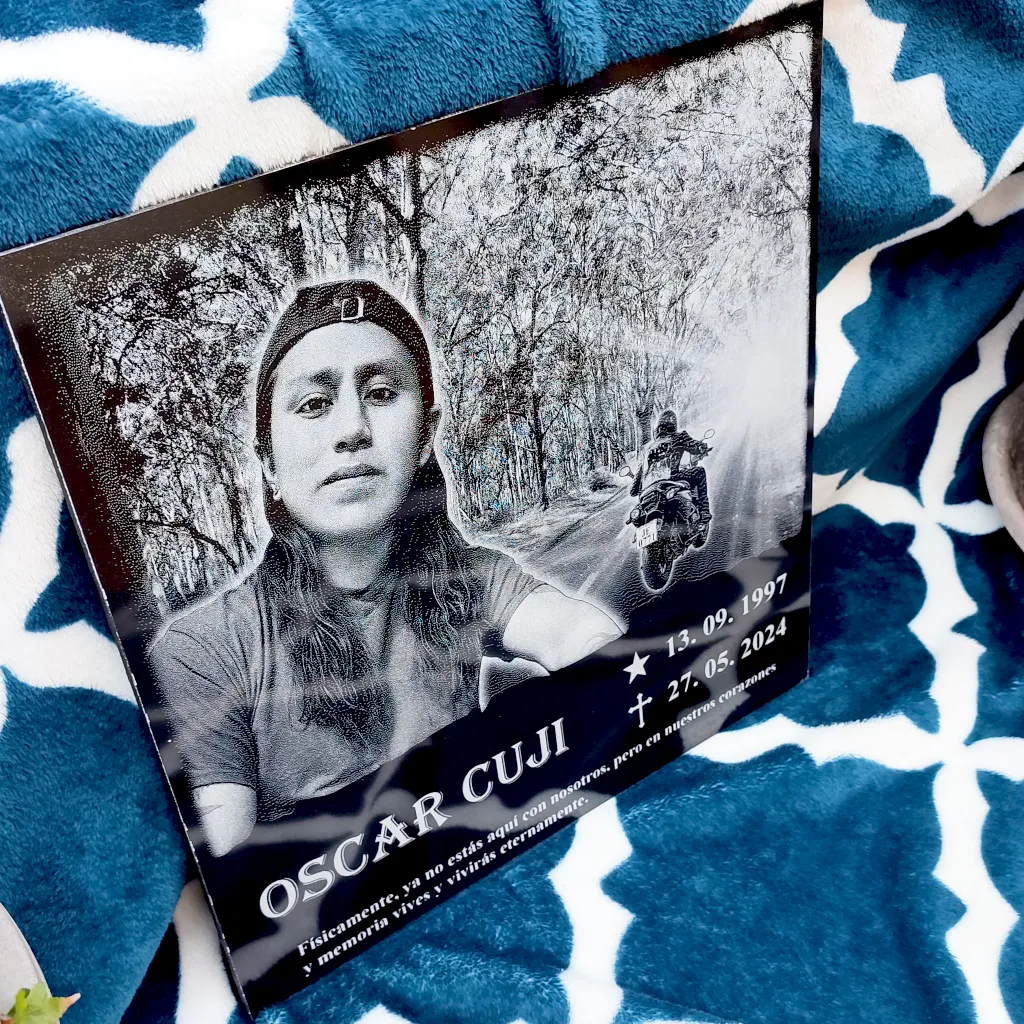 13. 09. 1997
27. 05. 2024
OSCAR CUJI
Físicamente, ya no estás aquí con nosotros, pero en nuestros corazones
y memoria vives y vivirás eternamente.